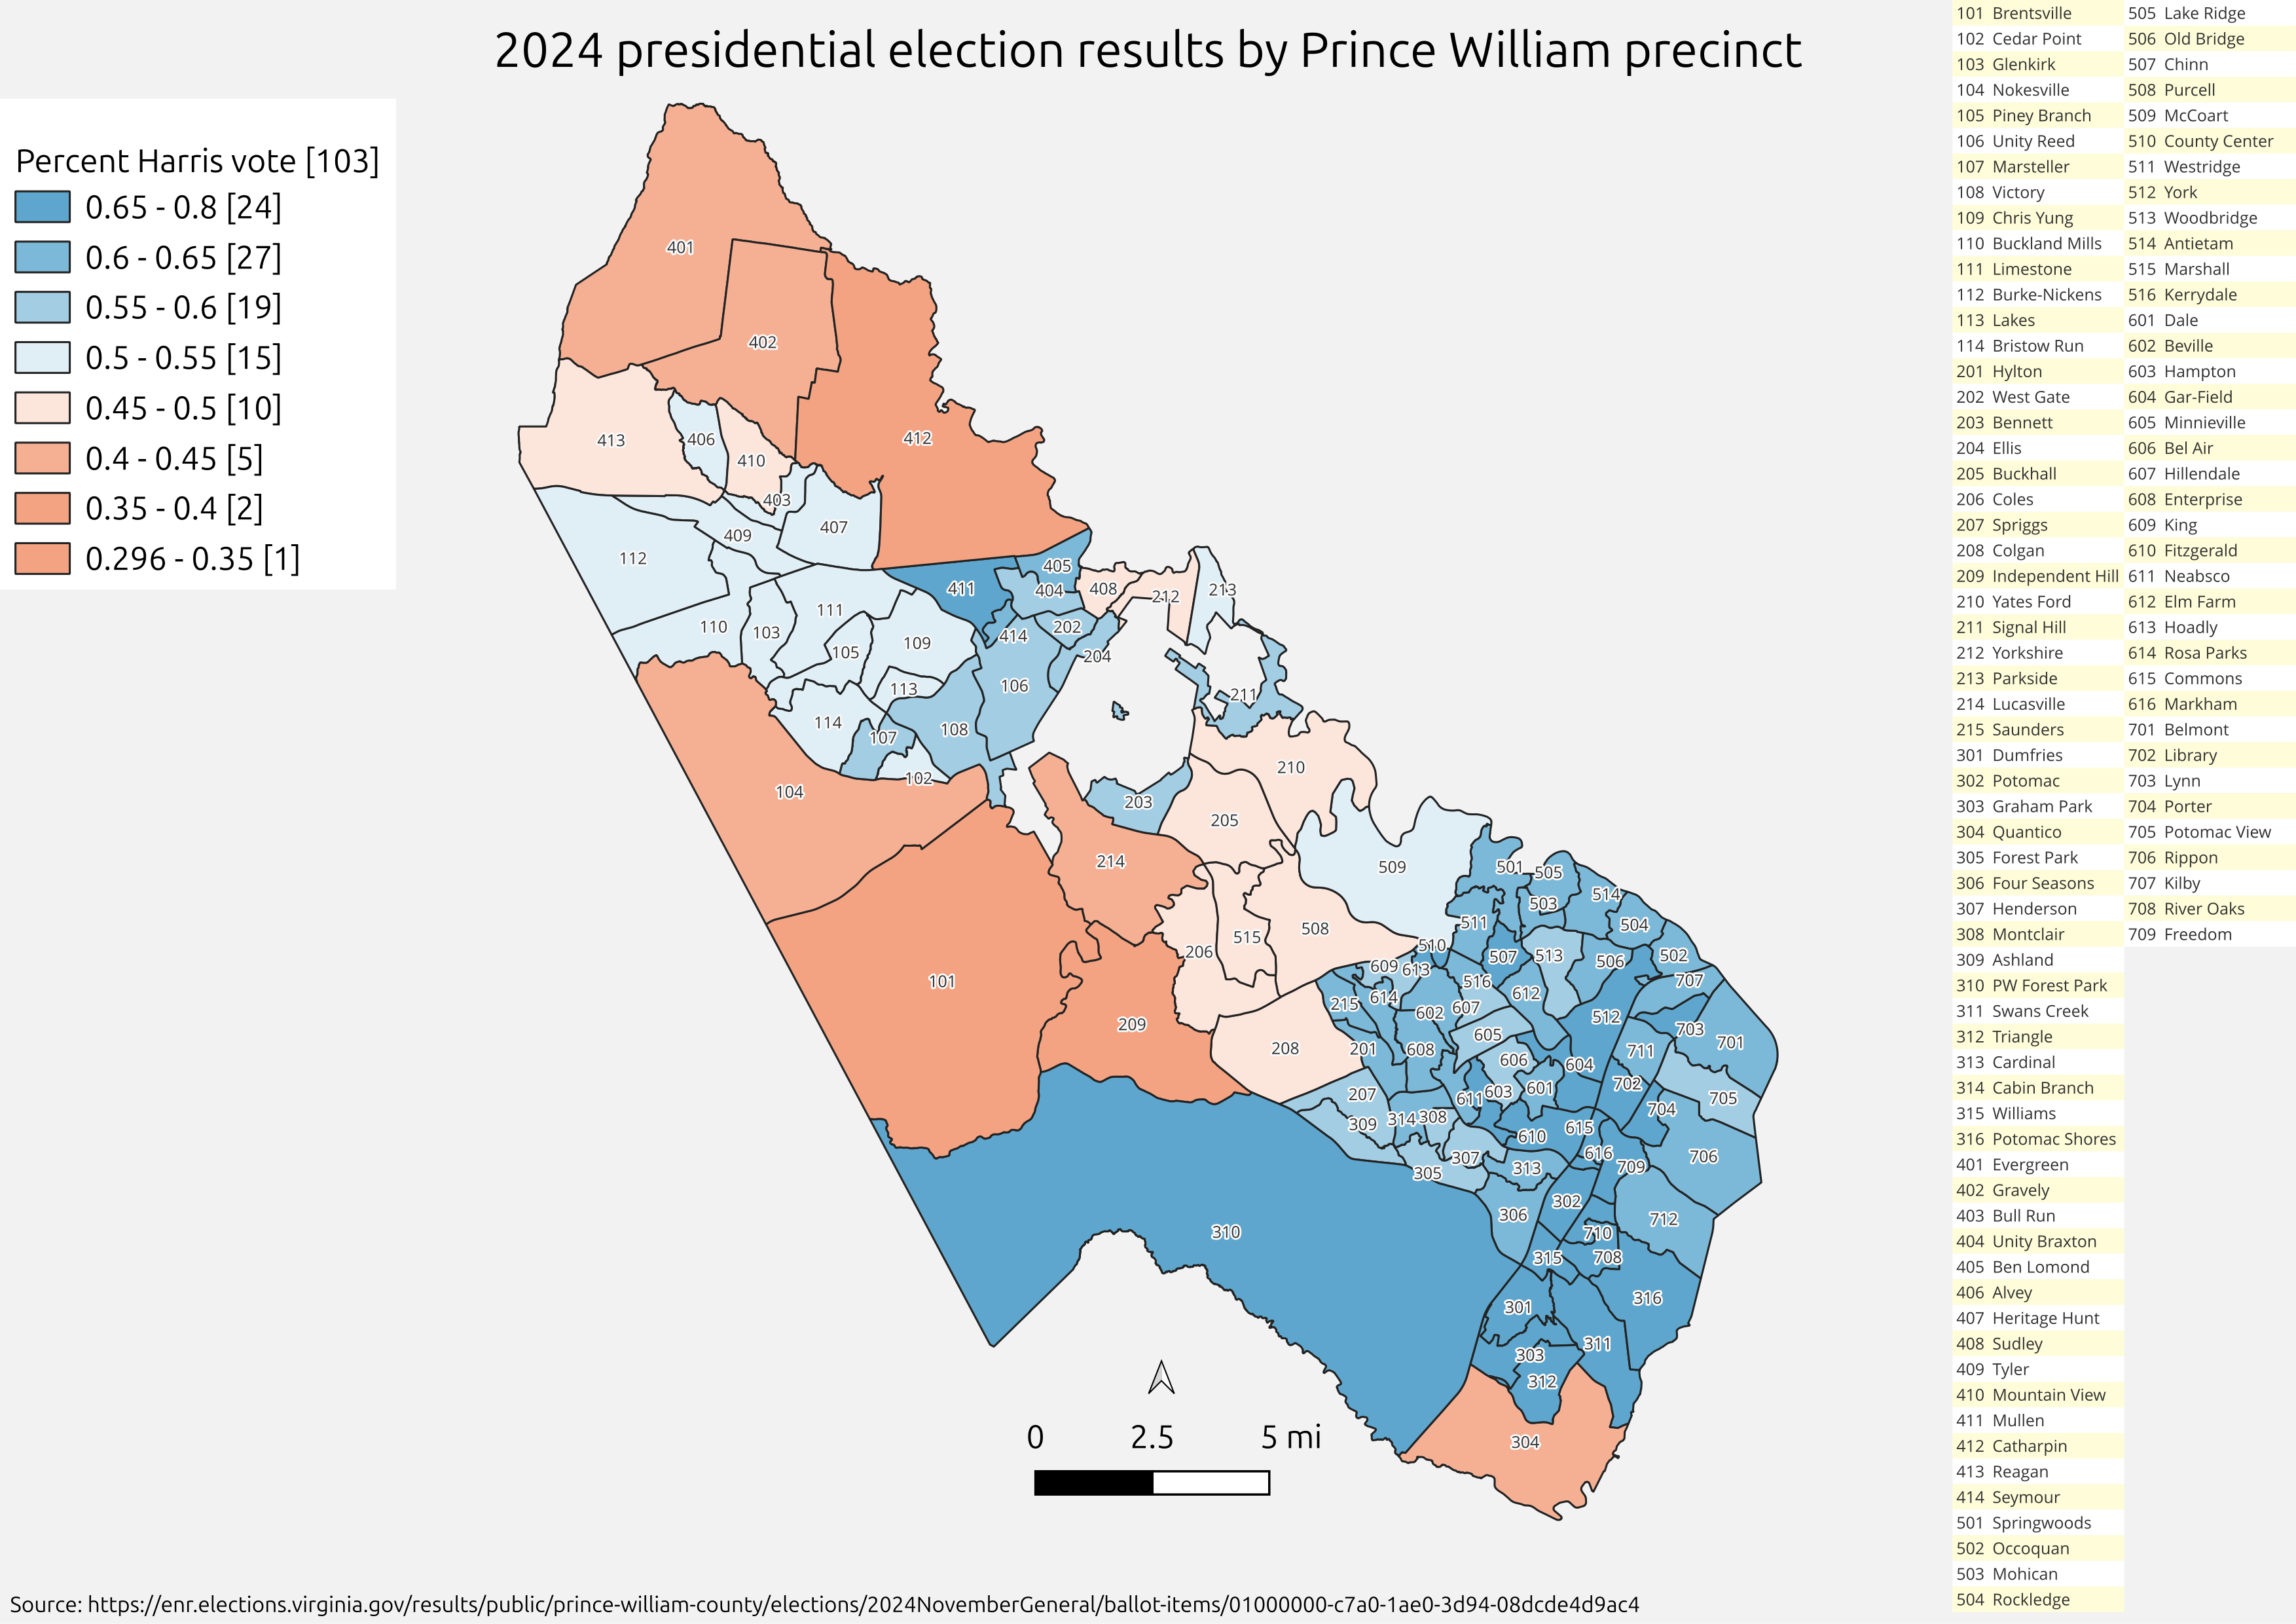 2024 presidential election results by Prince William precinct
Percent Harris vote [103]
0.65 - 0.8 [24]
0.6 - 0.65 [27]
0.55 - 0.6 [19]
0.5 - 0.55 [15]
0.45 - 0.5 [10]
0.4 - 0.45 [5]
0.35 - 0.4 [2]
0.296 - 0.35 [1]
401
402
412
413
406
410
403
407
409
112
405
411
404
408
212
213
111
110
103
105
109
414
202
204
106
113
211
114
107
108
102
104
210
203
205
214
509
501
505
503
514
504
511
206
515
508
510
507
513
506
502
609
613
516
707
101
215
614
602
607
612
512
209
703
701
208
201
608
605
606
604
711
207
611
603
601
702
705
309
314
308
704
610
615
307
305
313
616
709
706
306
302
712
310
710
315
708
301
316
303
311
312
304
0 2.5 5 mi
101 Brentsville
102 Cedar Point
103 Glenkirk
104 Nokesville
105 Piney Branch
106 Unity Reed
107 Marsteller
108 Victory
109 Chris Yung
110 Buckland Mills
111 Limestone
112 Burke-Nickens
113 Lakes
114 Bristow Run
201 Hylton
202 West Gate
203 Bennett
204 Ellis
205 Buckhall
206 Coles
207 Spriggs
208 Colgan
209 Independent Hill
210 Yates Ford
211 Signal Hill
212 Yorkshire
213 Parkside
214 Lucasville
215 Saunders
301 Dumfries
302 Potomac
303 Graham Park
304 Quantico
305 Forest Park
306 Four Seasons
307 Henderson
308 Montclair
309 Ashland
310 PW Forest Park
311 Swans Creek
312 Triangle
313 Cardinal
314 Cabin Branch
315 Williams
316 Potomac Shores
401 Evergreen
402 Gravely
403 Bull Run
404 Unity Braxton
405 Ben Lomond
406 Alvey
407 Heritage Hunt
408 Sudley
409 Tyler
410 Mountain View
411 Mullen
412 Catharpin
413 Reagan
414 Seymour
501 Springwoods
502 Occoquan
503 Mohican
504 Rockledge
505 Lake Ridge
506 Old Bridge
507 Chinn
508 Purcell
509 McCoart
510 County Center
511 Westridge
512 York
513 Woodbridge
514 Antietam
515 Marshall
516 Kerrydale
601 Dale
602 Beville
603 Hampton
604 Gar-Field
605 Minnieville
606 Bel Air
607 Hillendale
608 Enterprise
609 King
610 Fitzgerald
611 Neabsco
612 Elm Farm
613 Hoadly
614 Rosa Parks
615 Commons
616 Markham
701 Belmont
702 Library
703 Lynn
704 Porter
705 Potomac View
706 Rippon
707 Kilby
708 River Oaks
709 Freedom
Source: https://enr.elections.virginia.gov/results/public/prince-william-county/elections/2024NovemberGeneral/ballot-items/01000000-c7a0-1ae0-3d94-08dcde4d9ac4